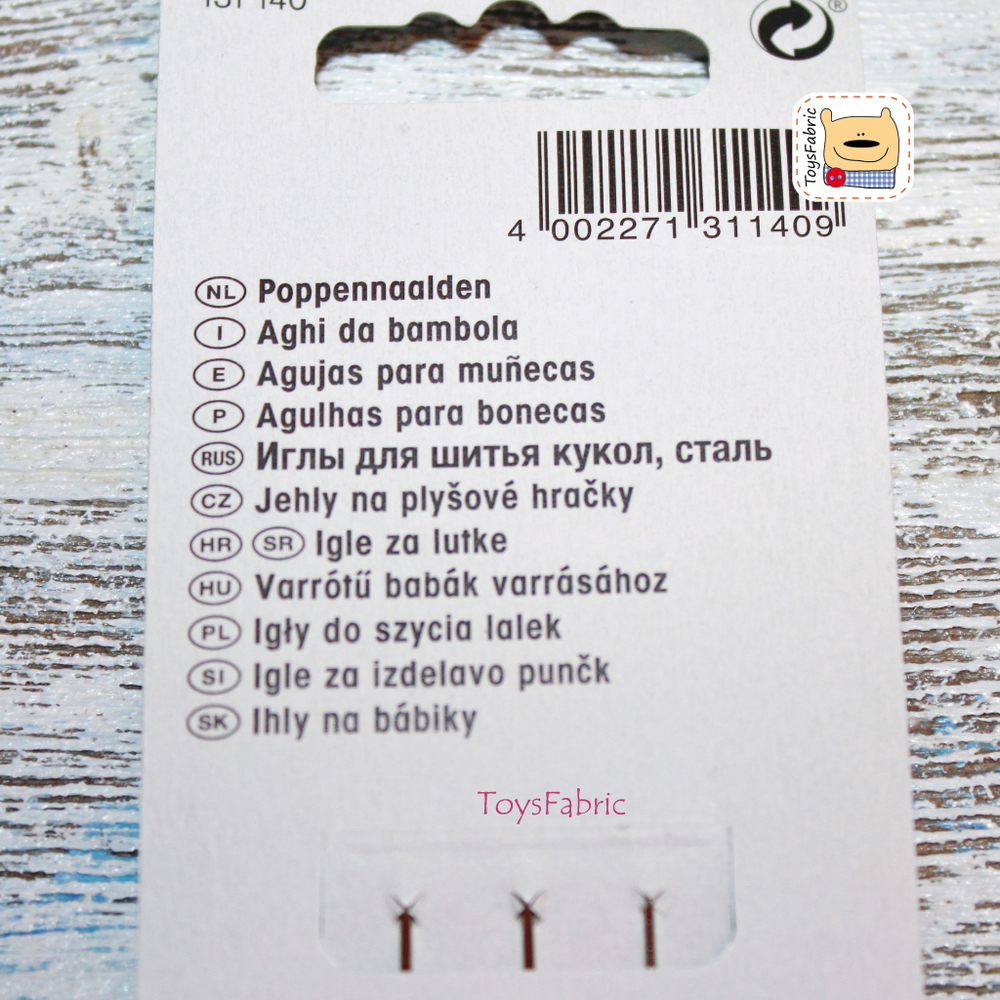 131 140
®
ToysFabric
4 002271 311409
NL Poppennaalden
I Aghi da bambola
E Agujas para muñecas
P Agulhas para bonecas
RUS Иглы для шитья кукол, сталь
CZ Jehly na plyšové hračky
HR SR Igle za lutke
HU Varrótű babák varrásához
PL Igły do szycia lalek
SI Igle za izdelavo punčk
SK Ihly na bábiky
ToysFabric